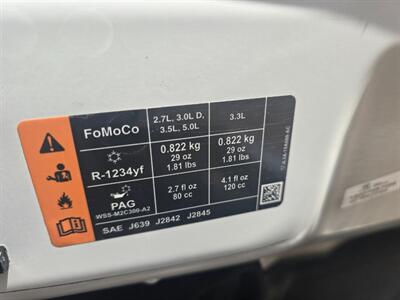 FoMoCo
2.7L, 3.0L D,
3.5L, 5.0L
3.3L
R-1234yf
0.822 kg
29 oz
1.81 lbs
0.822 kg
29 oz
1.81 lbs
PAG
WSS-M2C300-A2
2.7 fl oz
80 cc
4.1 fl oz
120 cc
SAE J639 J2842 J2845